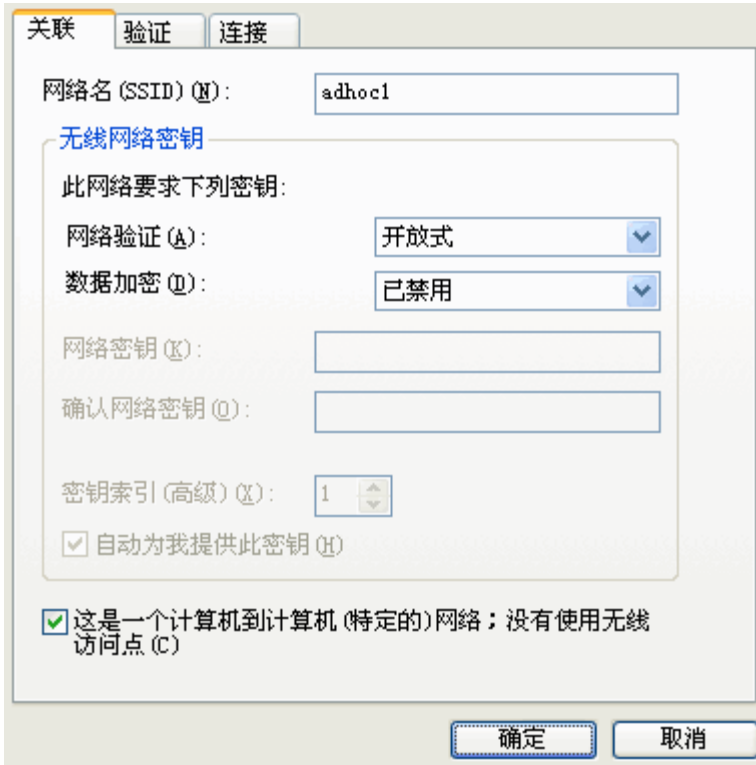 关联 验证 连接
网络名(SSID)(N): adhoc1
无线网络密钥
此网络要求下列密钥:
网络验证(A): 开放式
数据加密(D): 已禁用
网络密钥(K):
确认网络密钥(O):
密钥索引(高级)(X): 1
自动为我提供此密钥(H)
这是一个计算机到计算机(特定的)网络；没有使用无线
访问点(C)
确定 取消